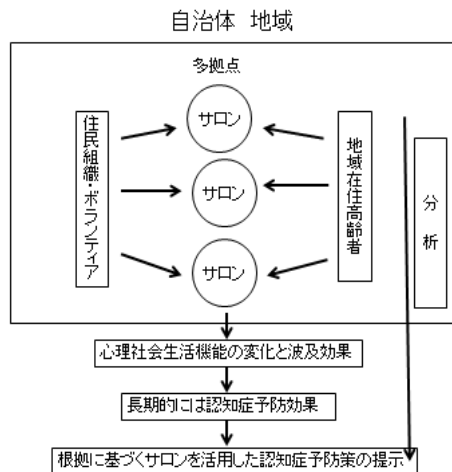 自治体 地域
多拠点
サロン
サロン
サロン
住民組織・ボランティア
地域在住高齢者
分析
心理社会生活機能の変化と波及効果
長期的には認知症予防効果
根拠に基づくサロンを活用した認知症予防策の提示